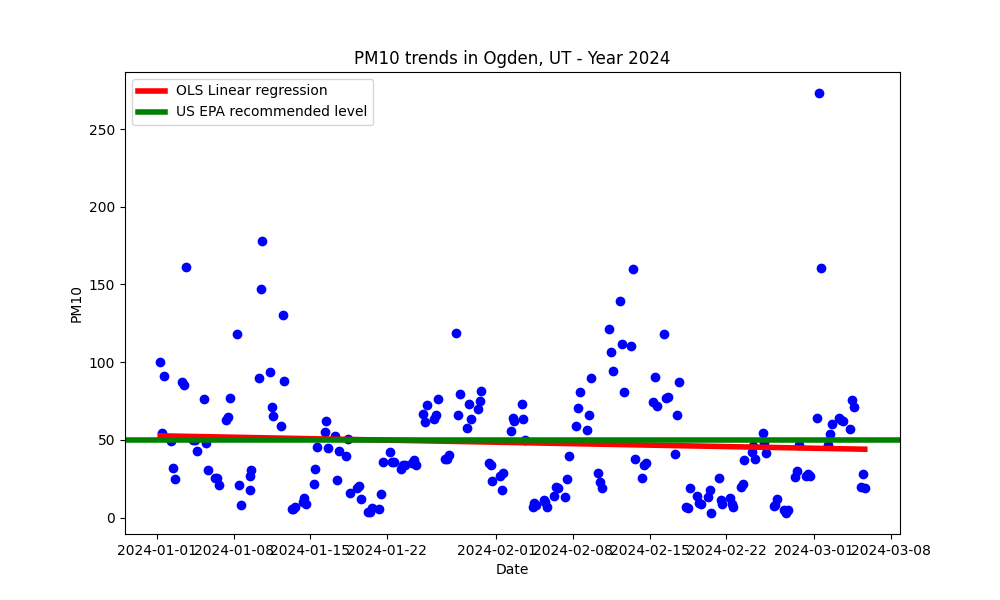 PM10 trends in Ogden, UT - Year 2024
OLS Linear regression
US EPA recommended level
PM10
250
200
150
100
50
0
2024-01-01 2024-01-08 2024-01-15 2024-01-22 2024-02-01 2024-02-08 2024-02-15 2024-02-22 2024-03-01 2024-03-08
Date